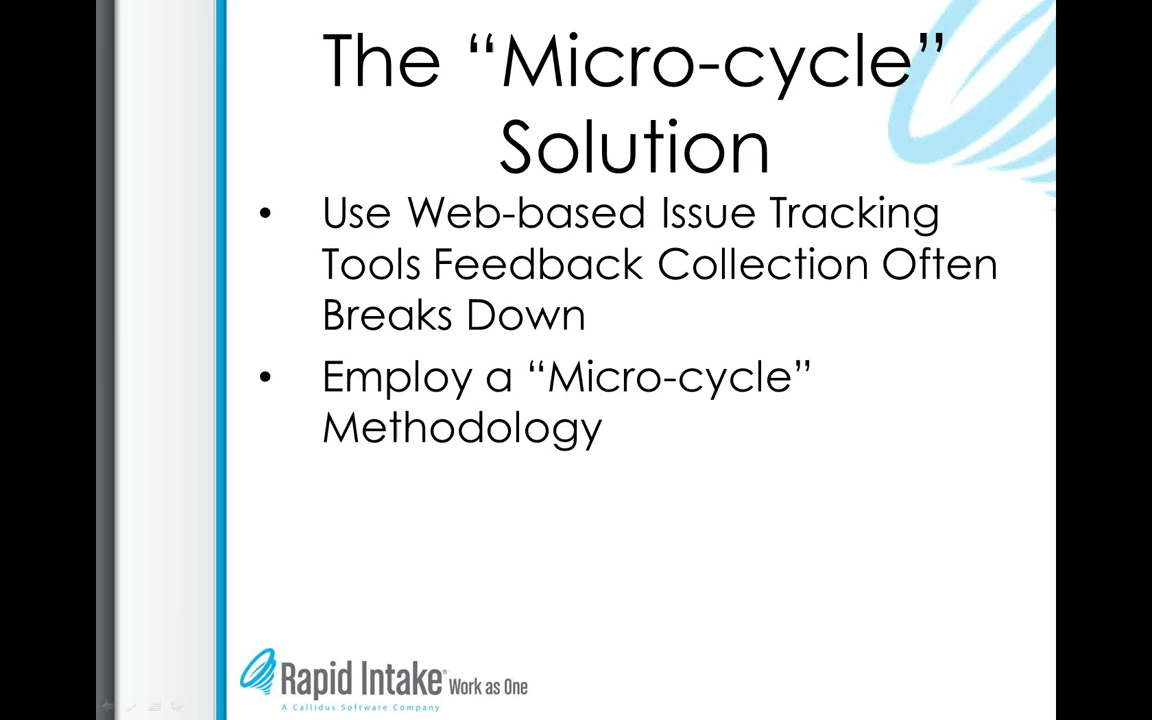 The “Micro-cycle”
Solution
• Use Web-based Issue Tracking
Tools Feedback Collection Often
Breaks Down
• Employ a “Micro-cycle”
Methodology
Rapid Intake® Work as One
A Callidus Software Company